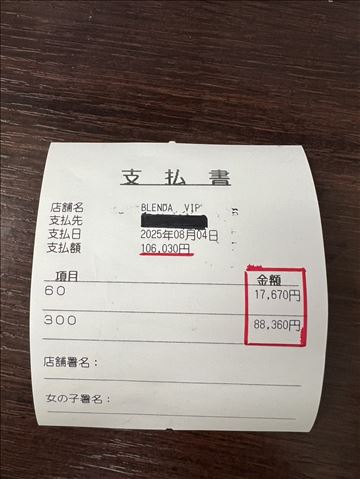 支払書
店舗名 BLENDA VIP
支払先
支払日 2025年08月04日
支払額 106,030円
項目 金額
60 17,670円
300 88,360円
店舗署名:
女の子署名: